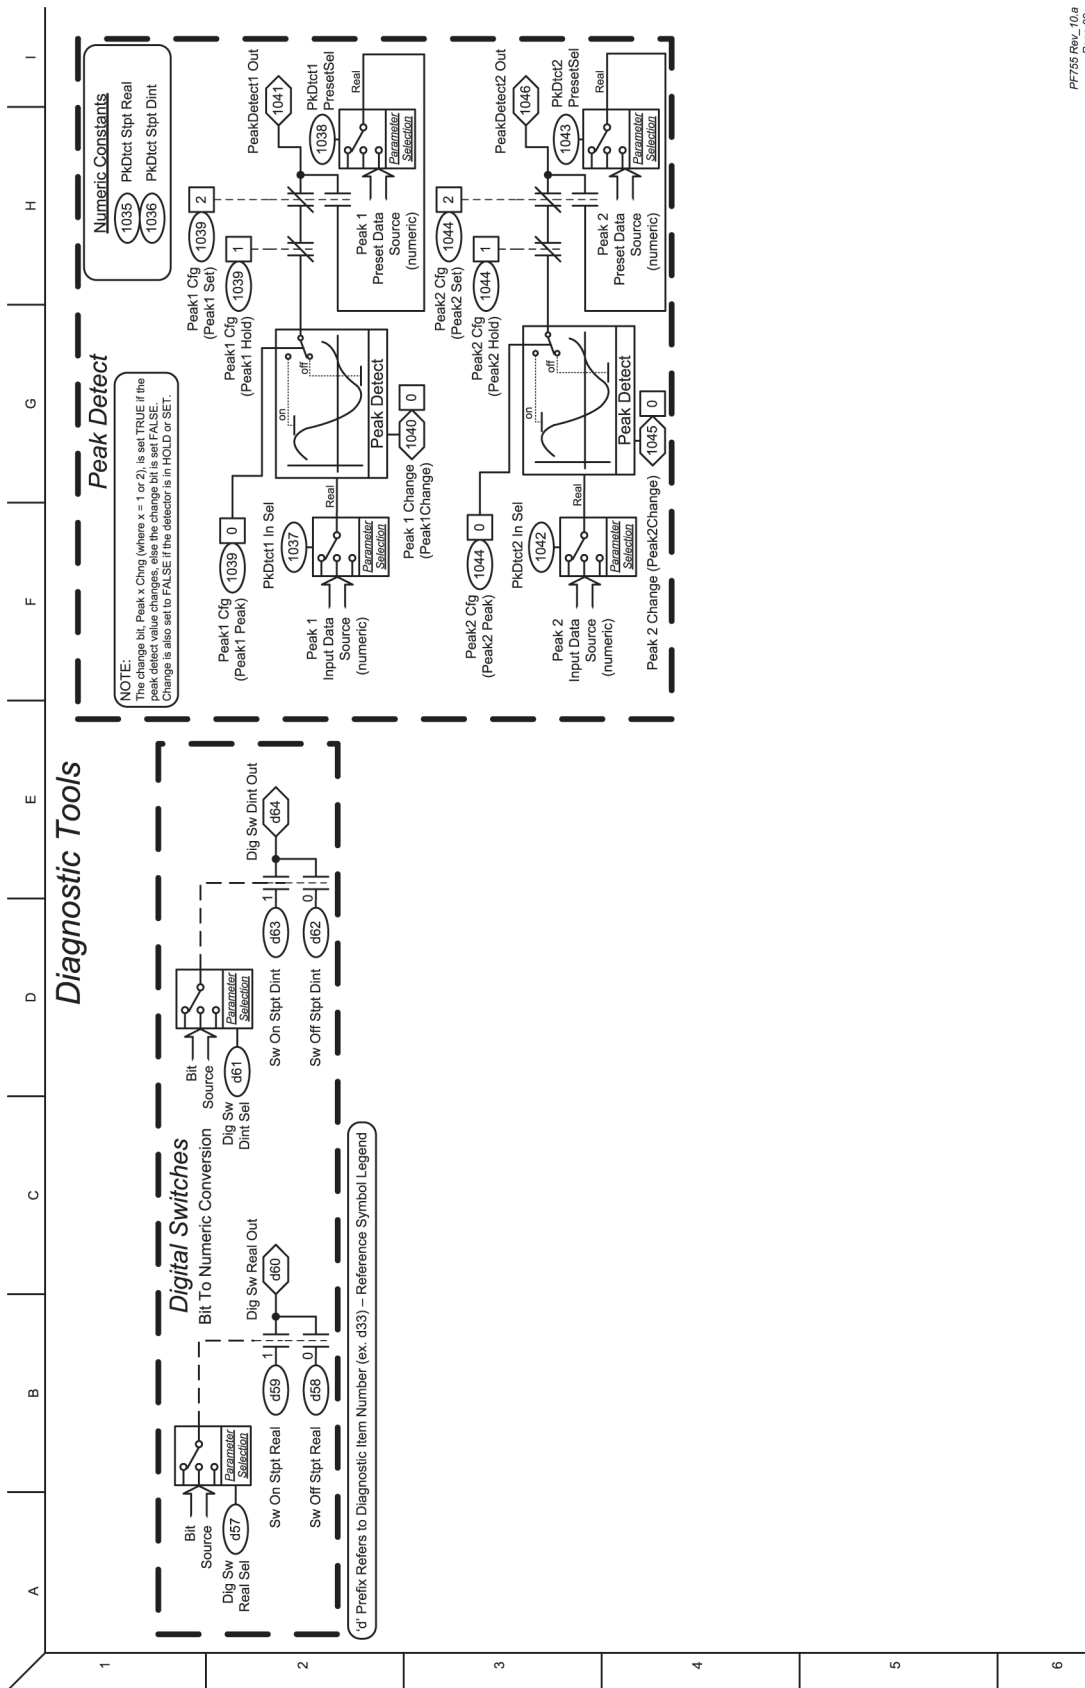 A
B
C
D
E
F
G
H
I
1
2
3
4
5
6
Diagnostic Tools
Digital Switches
Bit To Numeric Conversion
Bit
Source
Parameter
Selection
Dig Sw
Real Sel
d57
Dig Sw Real Out
d60
Sw On Stpt Real
d59
1
Sw Off Stpt Real
d58
0
Bit
Source
Parameter
Selection
Dig Sw
Dint Sel
d61
Dig Sw Dint Out
d64
Sw On Stpt Dint
d63
1
Sw Off Stpt Dint
d62
0
'd' Prefix Refers to Diagnostic Item Number (ex. d33) – Reference Symbol Legend
Peak Detect
NOTE:
The change bit, Peak x Chng (where x = 1 or 2), is set TRUE if the
peak detect value changes, else the change bit is set FALSE.
Change is also set to FALSE if the detector is in HOLD or SET.
Numeric Constants
1035 PkDtct Stpt Real
1036 PkDtct Stpt Dint
Peak1 Cfg
(Peak1 Peak)
1039 0
Peak1 Cfg
(Peak1 Set)
1039 2
Peak1 Cfg
(Peak1 Hold)
1039 1
PkDtct1 In Sel
1037
Peak 1
Input Data
Source
(numeric)
Parameter
Selection
Real
on
off
Peak Detect
1040 0
Peak 1 Change
(Peak1Change)
PeakDetect1 Out
1041
PkDtct1
PresetSel
1038
Peak 1
Preset Data
Source
(numeric)
Parameter
Selection
Real
Peak2 Cfg
(Peak2 Peak)
1044 0
Peak2 Cfg
(Peak2 Set)
1044 2
Peak2 Cfg
(Peak2 Hold)
1044 1
PkDtct2 In Sel
1042
Peak 2
Input Data
Source
(numeric)
Parameter
Selection
Real
on
off
Peak Detect
1045 0
Peak 2 Change (Peak2Change)
PeakDetect2 Out
1046
PkDtct2
PresetSel
1043
Peak 2
Preset Data
Source
(numeric)
Parameter
Selection
Real
PF755 Rev_10.a